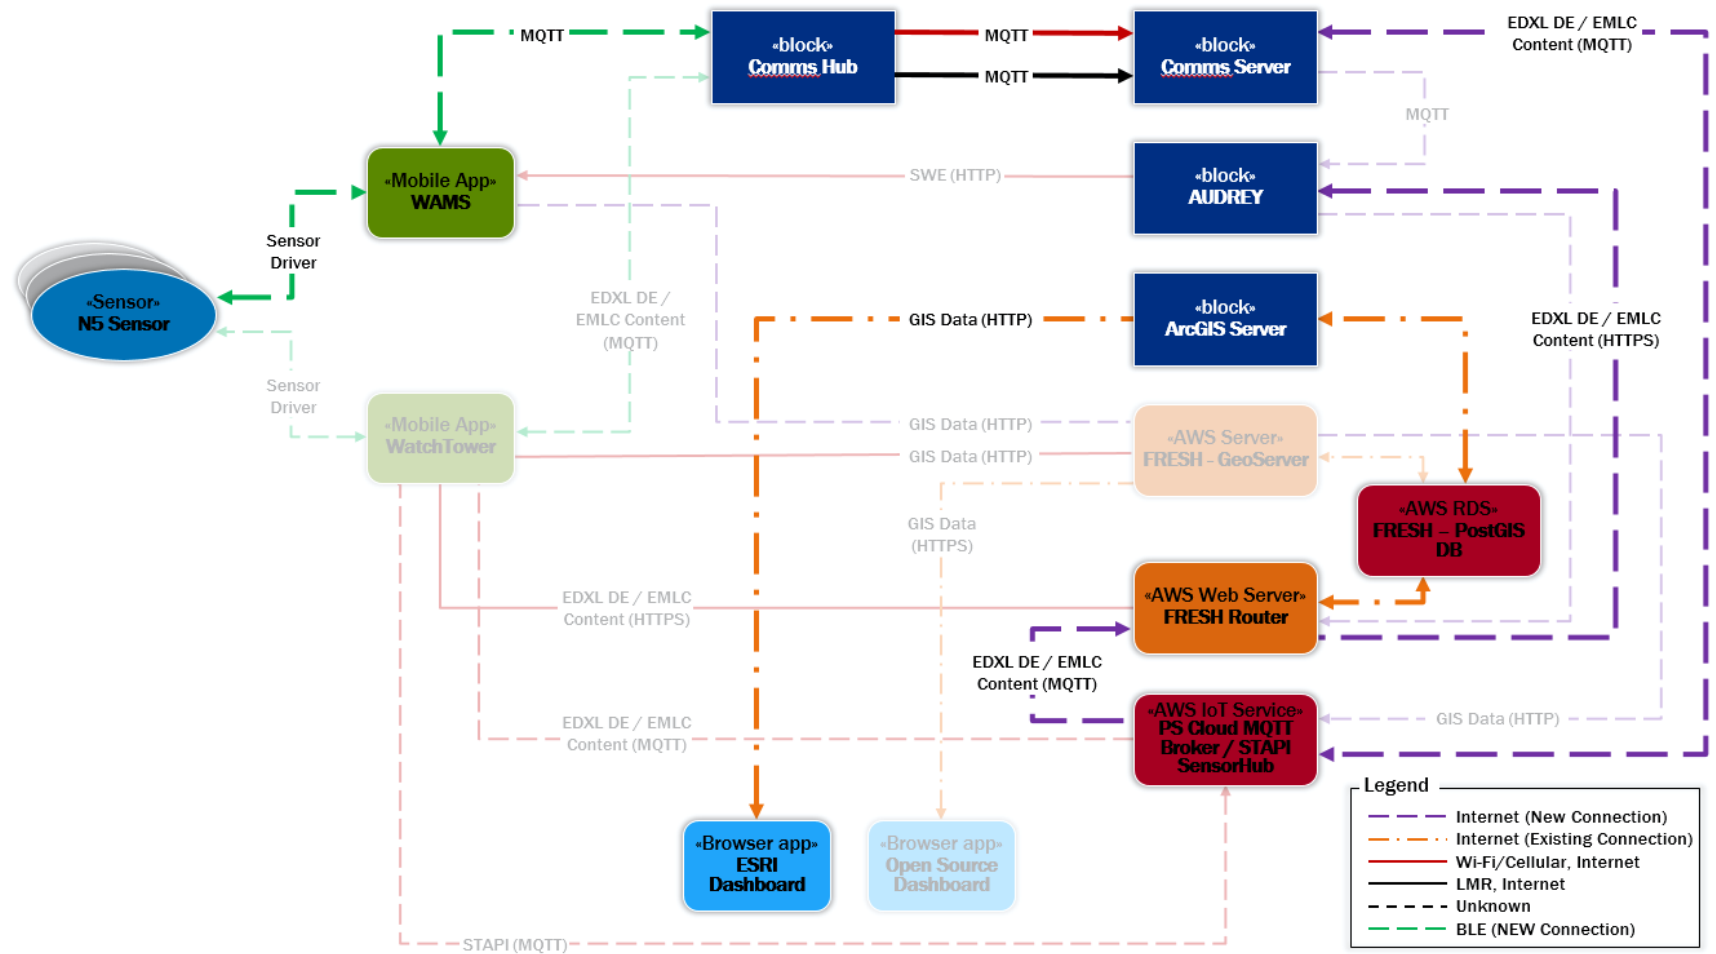 MQTT
«block»
Comms Hub
MQTT
MQTT
«block»
Comms Server
EDXL DE / EMLC
Content (MQTT)
MQTT
«Mobile App»
WAMS
SWE (HTTP)
«block»
AUDREY
Sensor
Driver
«Sensor»
N5 Sensor
EDXL DE /
EMLC Content
(MQTT)
GIS Data (HTTP)
«block»
ArcGIS Server
EDXL DE / EMLC
Content (HTTPS)
Sensor
Driver
«Mobile App»
WatchTower
GIS Data (HTTP)
GIS Data (HTTP)
«AWS Server»
FRESH - GeoServer
GIS Data
(HTTPS)
«AWS RDS»
FRESH – PostGIS
DB
EDXL DE / EMLC
Content (HTTPS)
«AWS Web Server»
FRESH Router
EDXL DE / EMLC
Content (MQTT)
EDXL DE / EMLC
Content (MQTT)
«AWS IoT Service»
PS Cloud MQTT
Broker / STAPI
SensorHub
GIS Data (HTTP)
«Browser app»
ESRI
Dashboard
«Browser app»
Open Source
Dashboard
STAPI (MQTT)
Legend
Internet (New Connection)
Internet (Existing Connection)
Wi-Fi/Cellular, Internet
LMR, Internet
Unknown
BLE (NEW Connection)